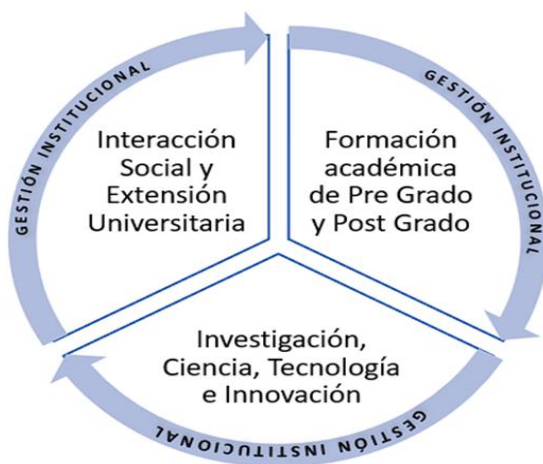 GESTIÓN INSTITUCIONAL
Interacción
Social y
Extensión
Universitaria
GESTIÓN INSTITUCIONAL
Formación
académica
de Pre Grado
y Post Grado
Investigación,
Ciencia, Tecnología
e Innovación
GESTIÓN INSTITUCIONAL